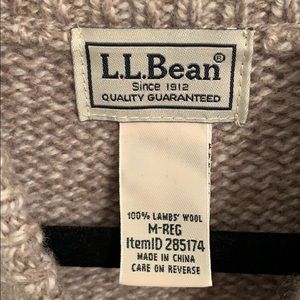 L.L.Bean®
Since 1912
QUALITY GUARANTEED
100% LAMBS' WOOL
M-REG
ItemID 285174
MADE IN CHINA
CARE ON REVERSE